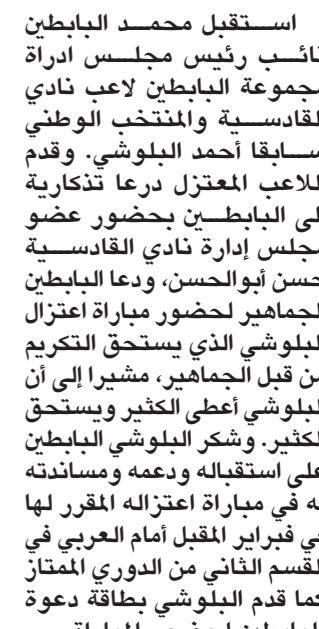 استقبل محمد البابطين
نائب رئيس مجلس ادراة
مجموعة البابطين لاعب نادي
القادسية والمنتخب الوطني
سابقا أحمد البلوشي. وقدم
اللاعب المعتزل درعا تذكارية
إلى البابطين بحضور عضو
مجلس إدارة نادي القادسية
حسن أبوالحسن، ودعا البابطين
الجماهير لحضور مباراة اعتزال
البلوشي الذي يستحق التكريم
من قبل الجماهير، مشيرا إلى أن
البلوشي أعطى الكثير ويستحق
الكثير. وشكر البلوشي البابطين
على استقباله ودعمه ومساندته
له في مباراة اعتزاله المقرر لها
في فبراير المقبل أمام العربي في
القسم الثاني من الدوري الممتاز
كما قدم البلوشي بطاقة دعوة